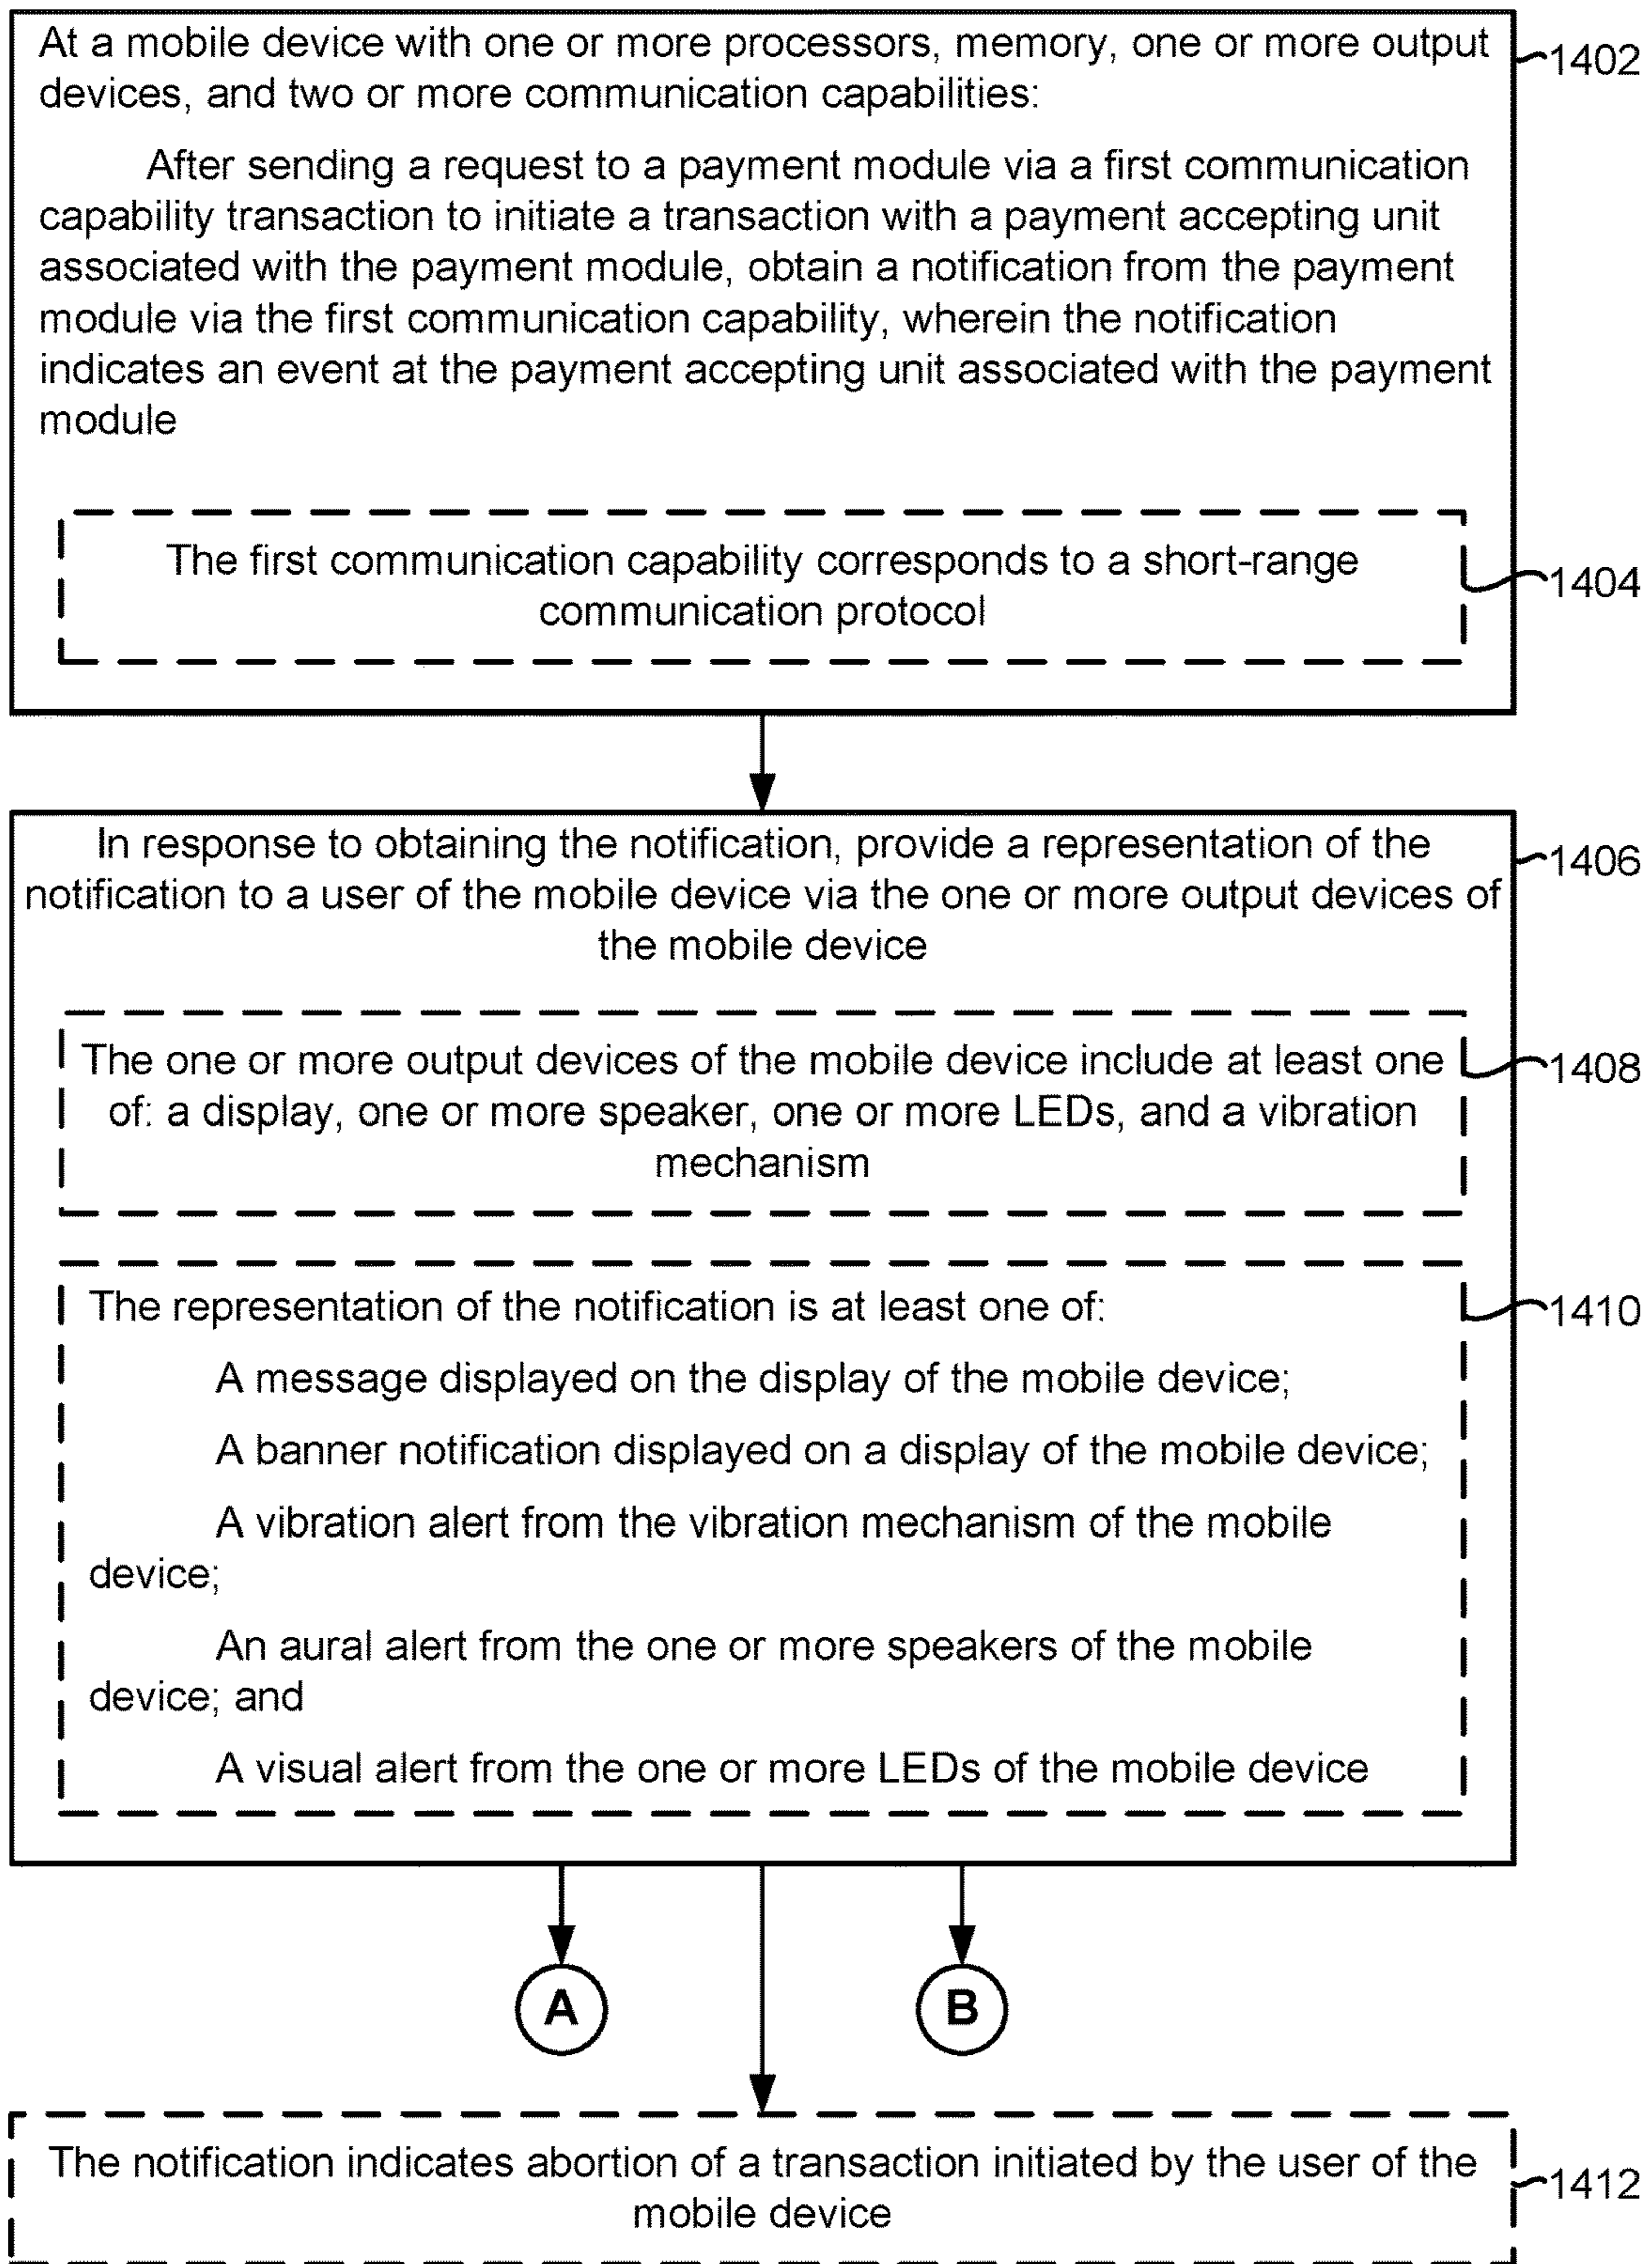 At a mobile device with one or more processors, memory, one or more output
devices, and two or more communication capabilities:
1402
After sending a request to a payment module via a first communication
capability transaction to initiate a transaction with a payment accepting unit
associated with the payment module, obtain a notification from the payment
module via the first communication capability, wherein the notification
indicates an event at the payment accepting unit associated with the payment
module
The first communication capability corresponds to a short-range
communication protocol
1404
In response to obtaining the notification, provide a representation of the
notification to a user of the mobile device via the one or more output devices of
the mobile device
1406
The one or more output devices of the mobile device include at least one
of: a display, one or more speaker, one or more LEDs, and a vibration
mechanism
1408
The representation of the notification is at least one of:
1410
A message displayed on the display of the mobile device;
A banner notification displayed on a display of the mobile device;
A vibration alert from the vibration mechanism of the mobile
device;
An aural alert from the one or more speakers of the mobile
device; and
A visual alert from the one or more LEDs of the mobile device
A
B
The notification indicates abortion of a transaction initiated by the user of the
mobile device
1412